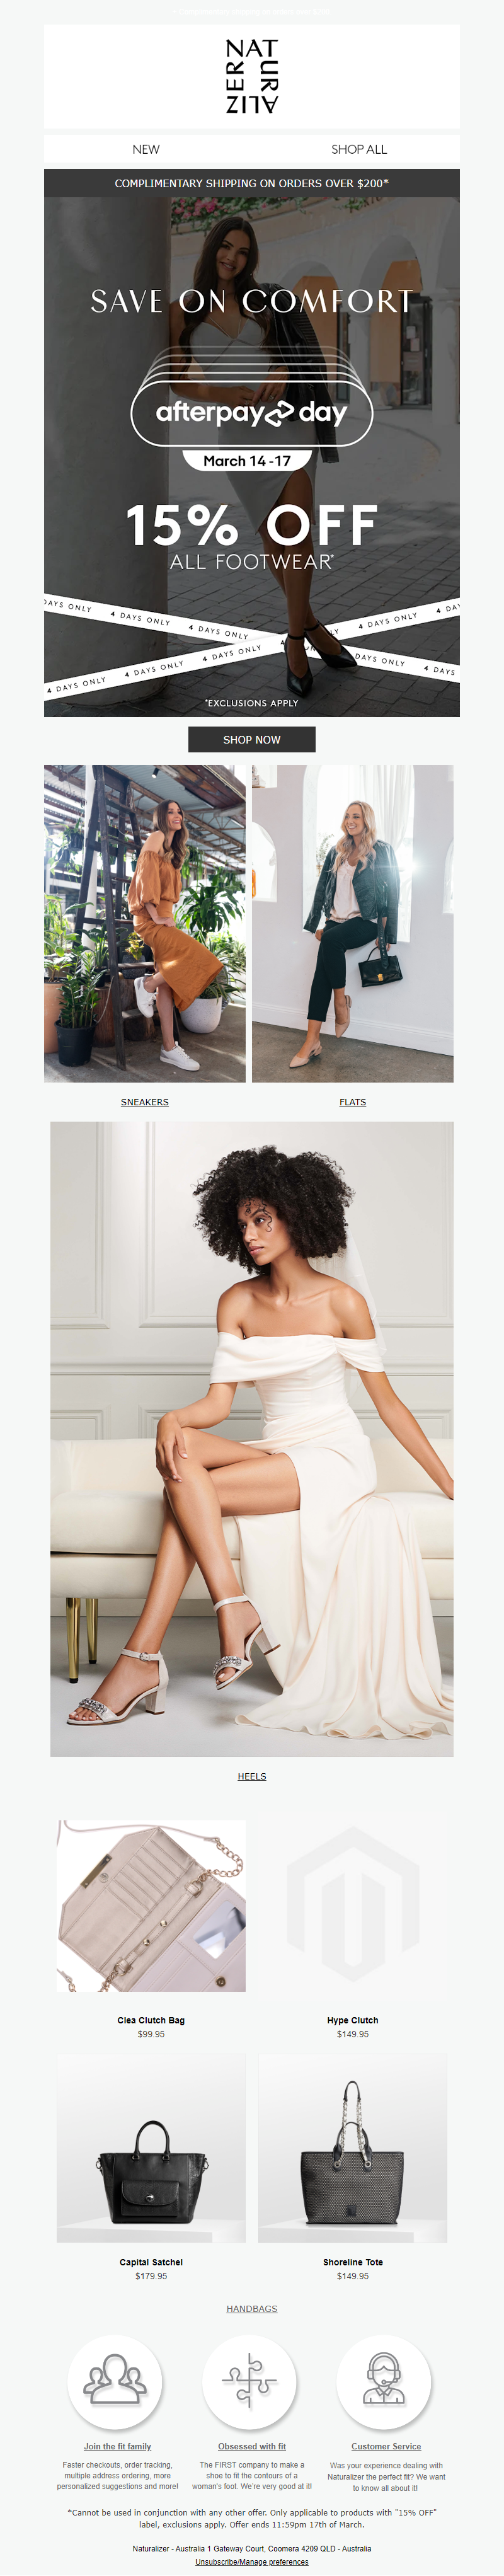 Complimentary shipping on orders over $200
NATURALIZER
NEW
SHOP ALL
COMPLIMENTARY SHIPPING ON ORDERS OVER $200*
SAVE ON COMFORT
afterpay day
March 14 -17
15% OFF
ALL FOOTWEAR*
DAYS ONLY 4 DAYS ONLY 4 DAYS ONLY 4 DAYS ONLY 4 DAYS
4 DAYS ONLY 4 DAYS ONLY 4 DAYS ONLY 4 DAYS ONLY 4 DA
*EXCLUSIONS APPLY
SHOP NOW
SNEAKERS
FLATS
HEELS
Clea Clutch Bag
$99.95
Hype Clutch
$149.95
Capital Satchel
$179.95
Shoreline Tote
$149.95
HANDBAGS
Join the fit family
Faster checkouts, order tracking,
multiple address ordering, more
personalized suggestions and more!
Obsessed with fit
The FIRST company to make a
shoe to fit the contours of a
woman's foot. We're very good at it!
Customer Service
Was your experience dealing with
Naturalizer the perfect fit? We want
to know all about it!
*Cannot be used in conjunction with any other offer. Only applicable to products with "15% OFF"
label, exclusions apply. Offer ends 11:59pm 17th of March.
Naturalizer - Australia 1 Gateway Court, Coomera 4209 QLD - Australia
Unsubscribe/Manage preferences